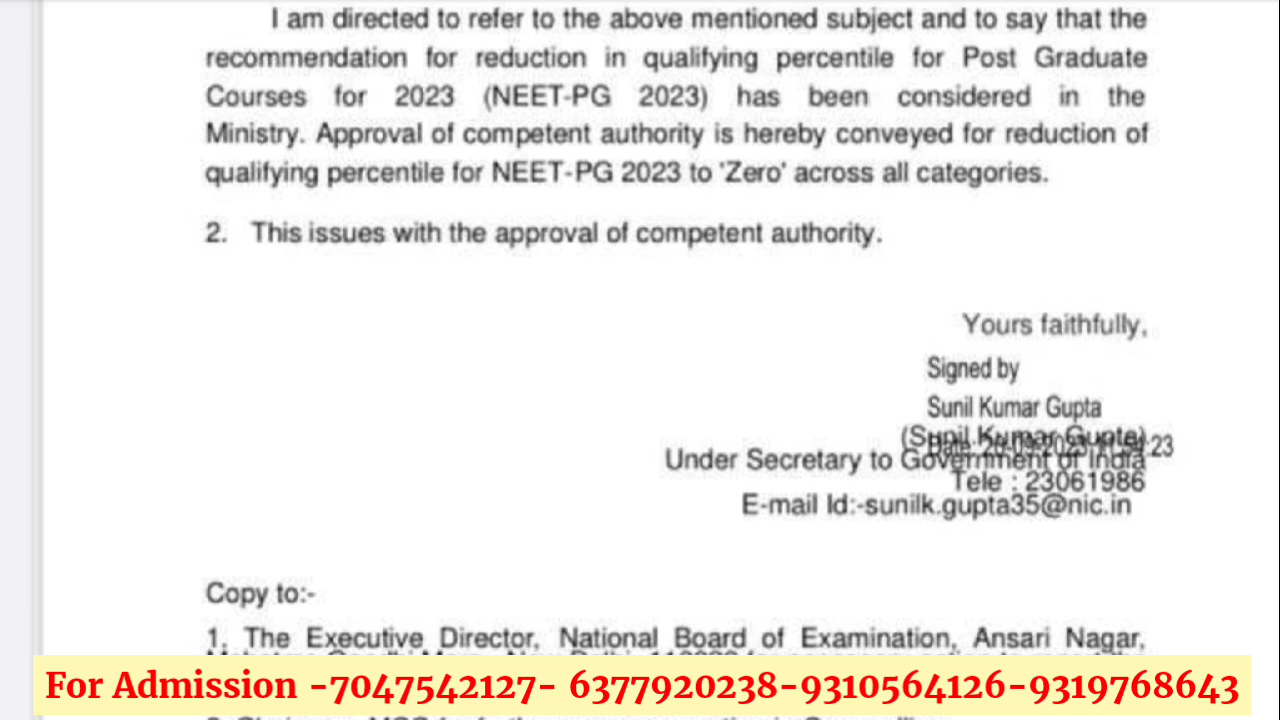 I am directed to refer to the above mentioned subject and to say that the
recommendation for reduction in qualifying percentile for Post Graduate
Courses for 2023 (NEET-PG 2023) has been considered in the
Ministry. Approval of competent authority is hereby conveyed for reduction of
qualifying percentile for NEET-PG 2023 to 'Zero' across all categories.
2. This issues with the approval of competent authority.
Yours faithfully,
Signed by
Sunil Kumar Gupta
(Sunil Kumar Gupta)
Under Secretary to Government of India
Tele : 23061986
E-mail Id:-sunilk.gupta35@nic.in
Copy to:-
1. The Executive Director, National Board of Examination, Ansari Nagar,
For Admission -7047542127- 6377920238-9310564126-9319768643